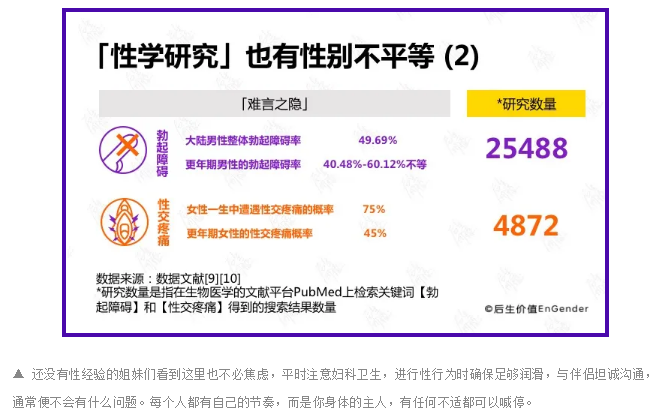 「性学研究」也有性别不平等 (2)
「难言之隐」
*研究数量
勃起障碍
大陆男性整体勃起障碍率 49.69%
更年期男性的勃起障碍率 40.48%-60.12%不等
25488
性交疼痛
女性一生中遭遇性交疼痛的概率 75%
更年期女性的性交疼痛概率 45%
4872
数据来源：数据文献[9][10]
*研究数量是指在生物医学的文献平台PubMed上检索关键词【勃
起障碍】和【性交疼痛】得到的搜索结果数量
©后生价值EnGender
▲ 还没有性经验的姐妹们看到这里也不必焦虑，平时注意妇科卫生，进行性行为时确保足够润滑，与伴侣坦诚沟通，
通常便不会有什么问题。每个人都有自己的节奏，而是你身体的主人，有任何不适都可以喊停。